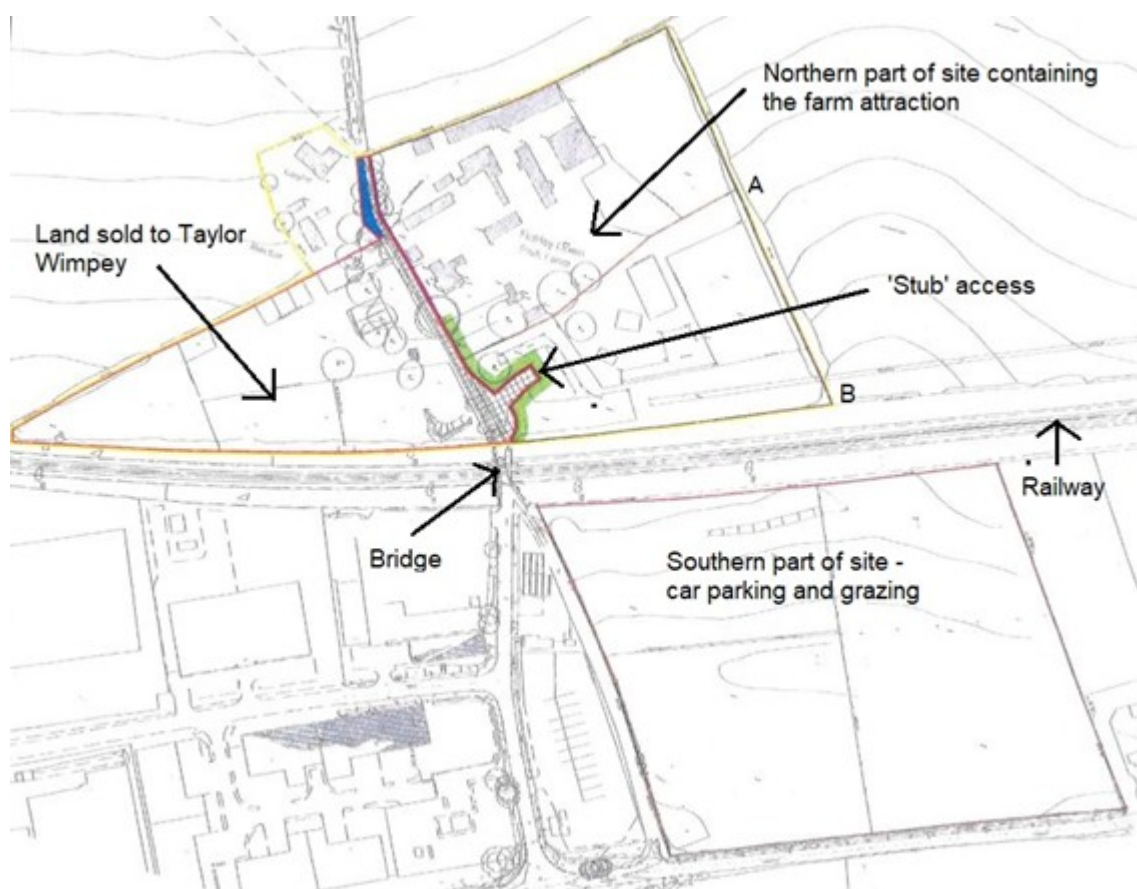 Northern part of site containing
the farm attraction
A
Land sold to Taylor
Wimpey
'Stub' access
B
Railway
Bridge
Southern part of site -
car parking and grazing